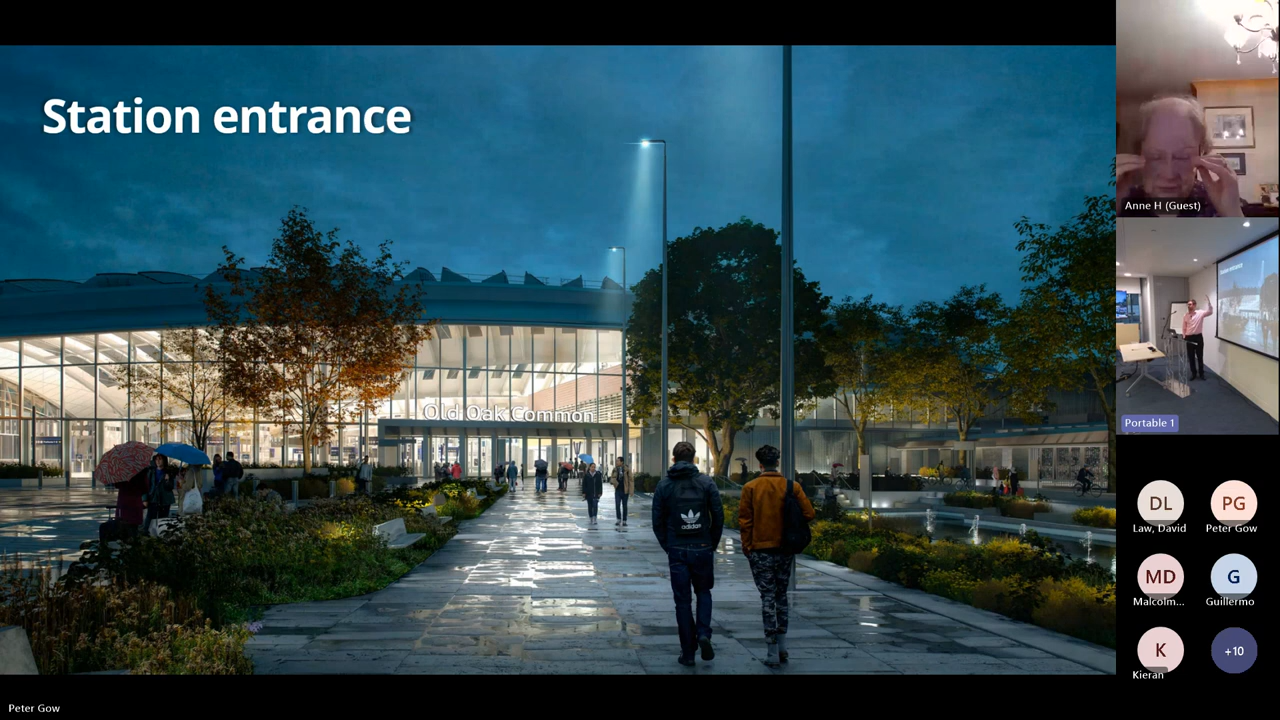 Station entrance
Old Oak Common
adidas
Anne H (Guest)
Portable 1
DL
Law, David
PG
Peter Gow
MD
Malcolm...
G
Guillermo
K
Kieran
+10
Peter Gow